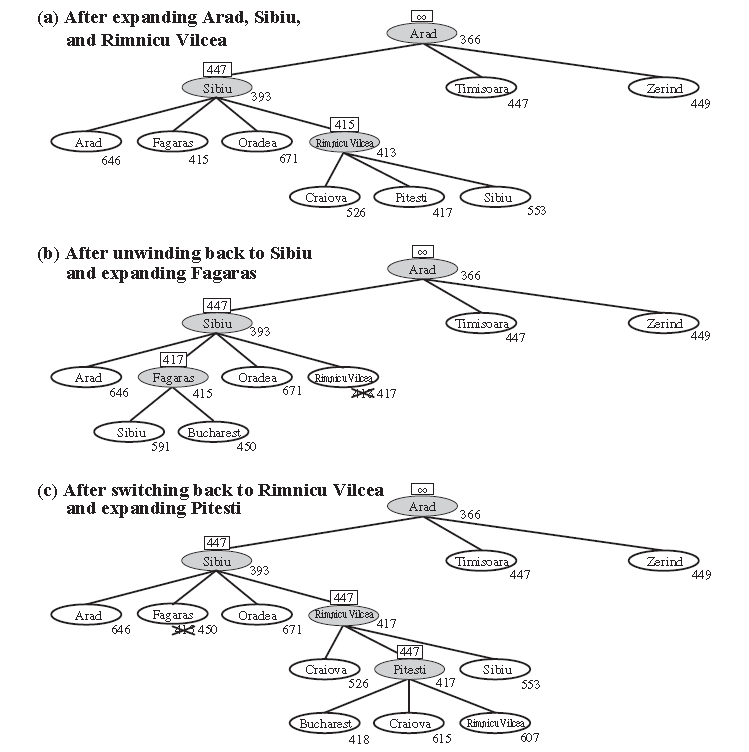 (a) After expanding Arad, Sibiu,
and Rimnicu Vilcea
∞
Arad
366
447
Sibiu
393
Timisoara
447
Zerind
449
Arad
646
Fagaras
415
Oradea
671
415
Rimnicu Vilcea
413
Craiova
526
Pitesti
417
Sibiu
553
(b) After unwinding back to Sibiu
and expanding Fagaras
∞
Arad
366
447
Sibiu
393
Timisoara
447
Zerind
449
Arad
646
417
Fagaras
415
Oradea
671
Rimnicu Vilcea
413 417
Sibiu
591
Bucharest
450
(c) After switching back to Rimnicu Vilcea
and expanding Pitesti
∞
Arad
366
447
Sibiu
393
Timisoara
447
Zerind
449
Arad
646
Fagaras
415 450
Oradea
671
447
Rimnicu Vilcea
417
Craiova
526
447
Pitesti
417
Sibiu
553
Bucharest
418
Craiova
615
Rimnicu Vilcea
607